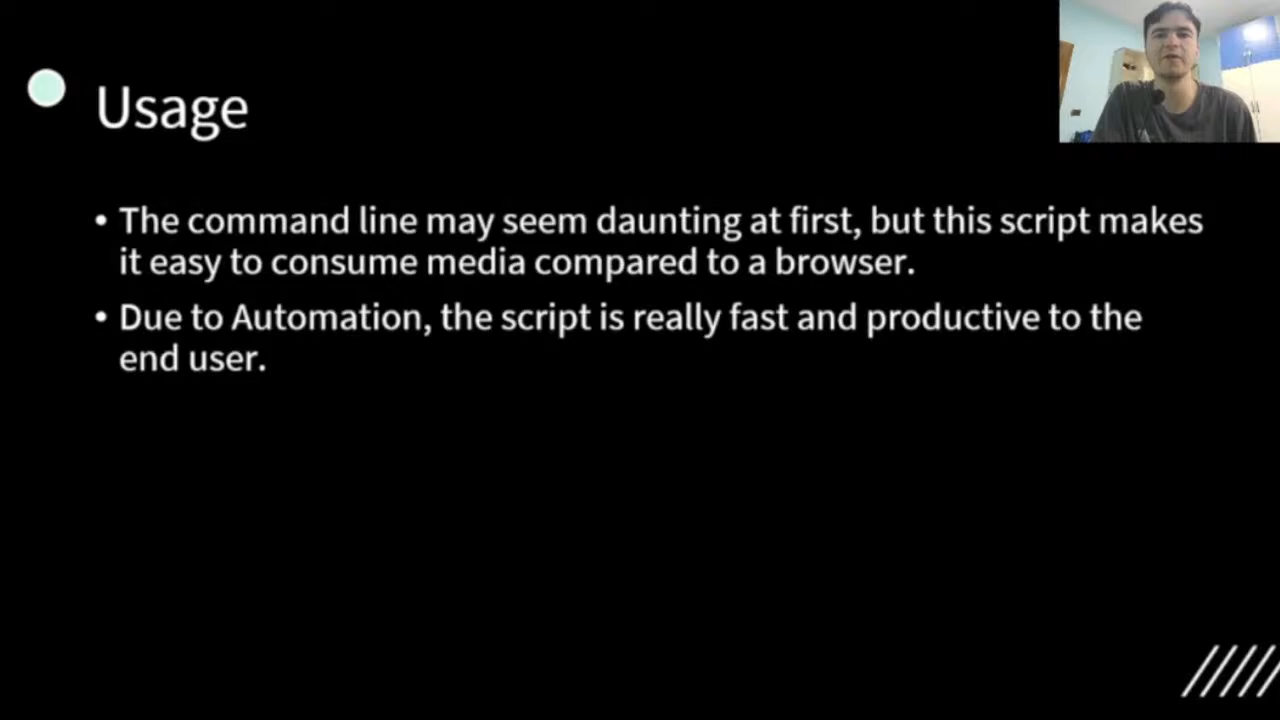 Usage
• The command line may seem daunting at first, but this script makes
it easy to consume media compared to a browser.
• Due to Automation, the script is really fast and productive to the
end user.